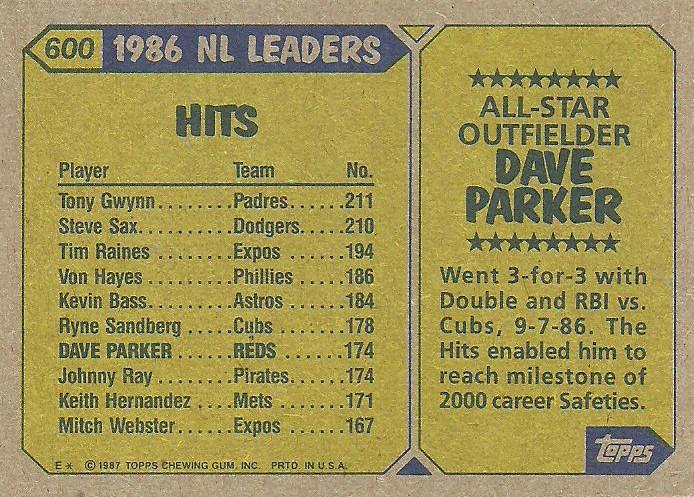 600 1986 NL LEADERS
HITS
Player Team No.
Tony Gwynn........Padres......211
Steve Sax..........Dodgers.....210
Tim Raines ........Expos ......194
Von Hayes ........Phillies ....186
Kevin Bass........Astros ......184
Ryne Sandberg .....Cubs .......178
DAVE PARKER ......REDS .......174
Johnny Ray........Pirates......174
Keith Hernandez ....Mets .......171
Mitch Webster......Expos .......167
E* © 1987 TOPPS CHEWING GUM, INC. PRTD. IN U.S.A.
★★★★★★★★
ALL-STAR
OUTFIELDER
DAVE
PARKER
★★★★★★★★
Went 3-for-3 with
Double and RBI vs.
Cubs, 9-7-86. The
Hits enabled him to
reach milestone of
2000 career Safeties.
Topps